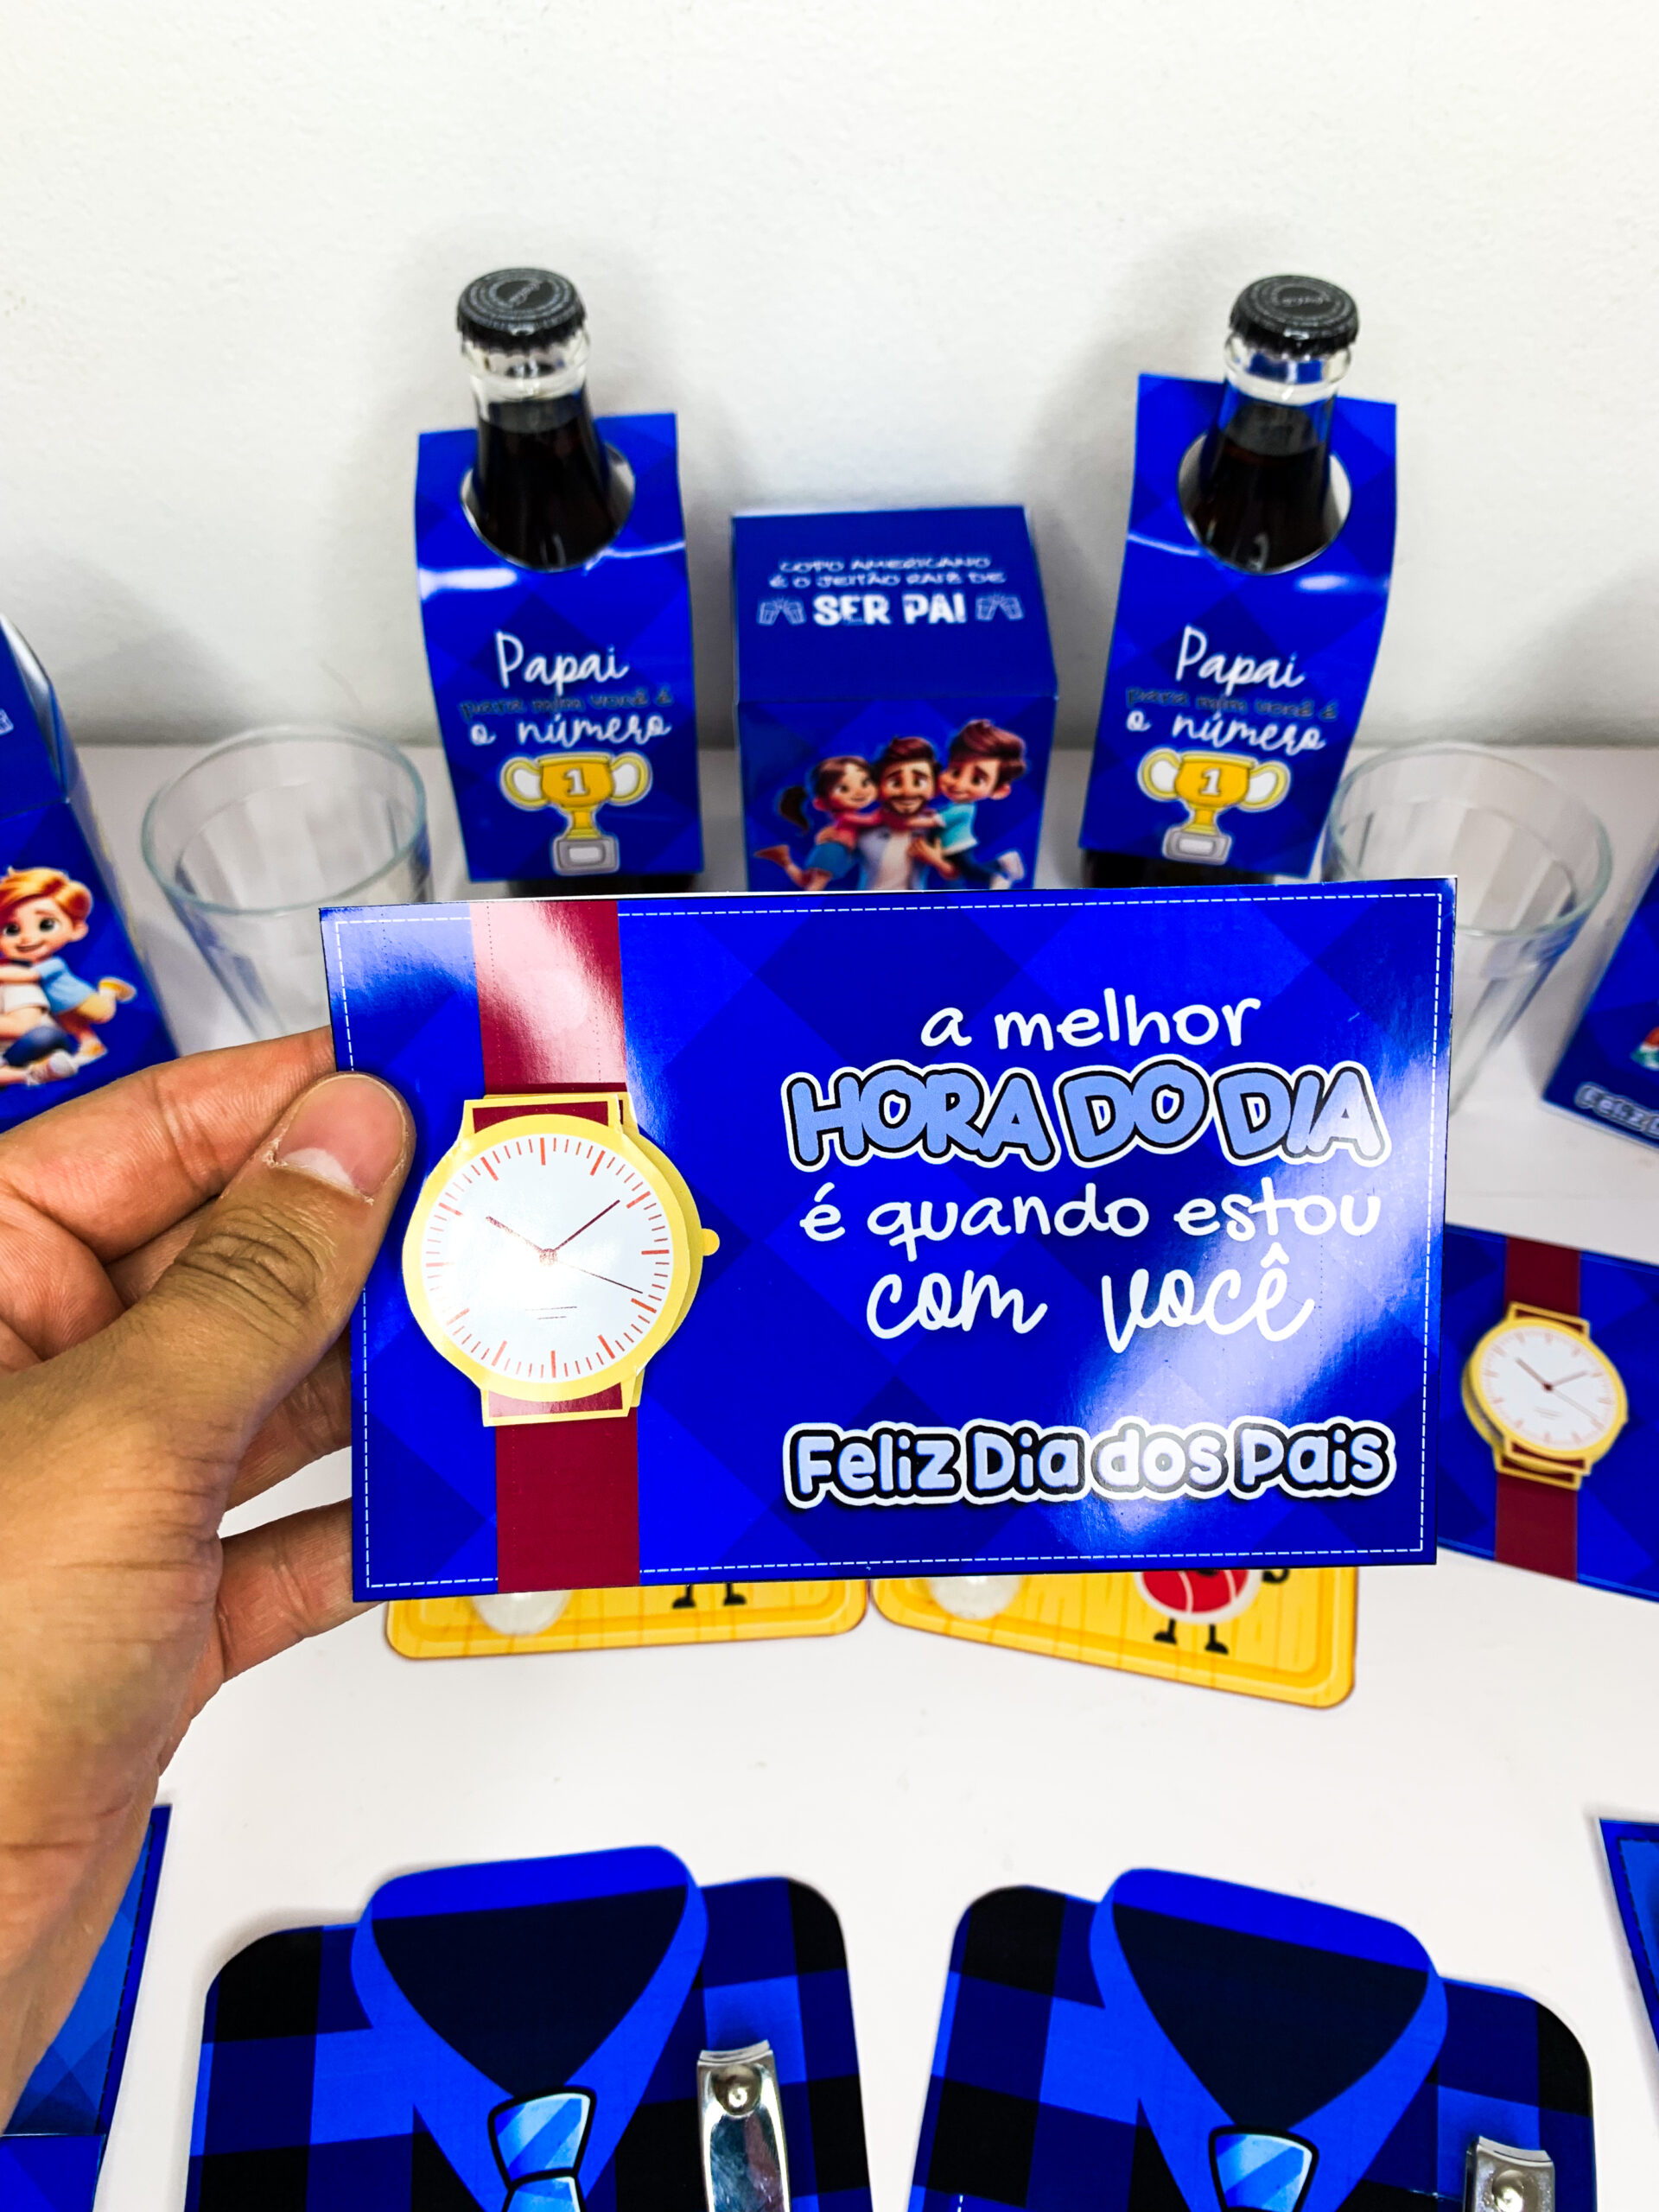 COPO AMERICANO
É O JEITÃO RAIZ DE
SER PAI
Papai
para mim você é
o número
1
Papai
para mim você é
o número
1
a melhor
HORA DO DIA
é quando estou
com você
Feliz Dia dos Pais
Feliz D